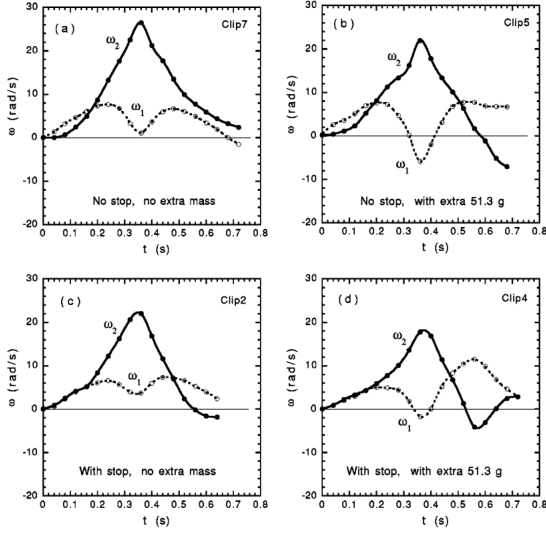 (a) Clip7
ω2
ω1
No stop, no extra mass
ω (rad/s)
30
20
10
0
-10
-20
0 0.1 0.2 0.3 0.4 0.5 0.6 0.7 0.8
t (s)
(b) Clip5
ω2
ω1
No stop, with extra 51.3 g
ω (rad/s)
30
20
10
0
-10
-20
0 0.1 0.2 0.3 0.4 0.5 0.6 0.7 0.8
t (s)
(c) Clip2
ω2
ω1
With stop, no extra mass
ω (rad/s)
30
20
10
0
-10
-20
0 0.1 0.2 0.3 0.4 0.5 0.6 0.7 0.8
t (s)
(d) Clip4
ω2
ω1
With stop, with extra 51.3 g
ω (rad/s)
30
20
10
0
-10
-20
0 0.1 0.2 0.3 0.4 0.5 0.6 0.7 0.8
t (s)